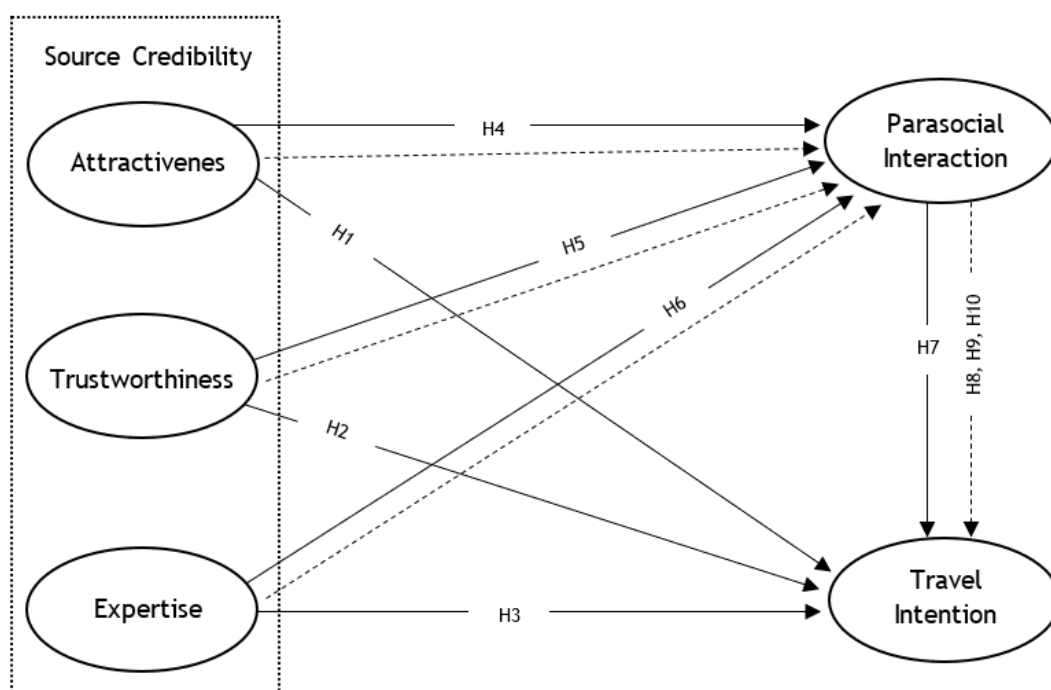 Source Credibility
Attractivenes
Trustworthiness
Expertise
H4
H1
H5
H6
H2
H3
H7
H8, H9, H10
Parasocial
Interaction
Travel
Intention